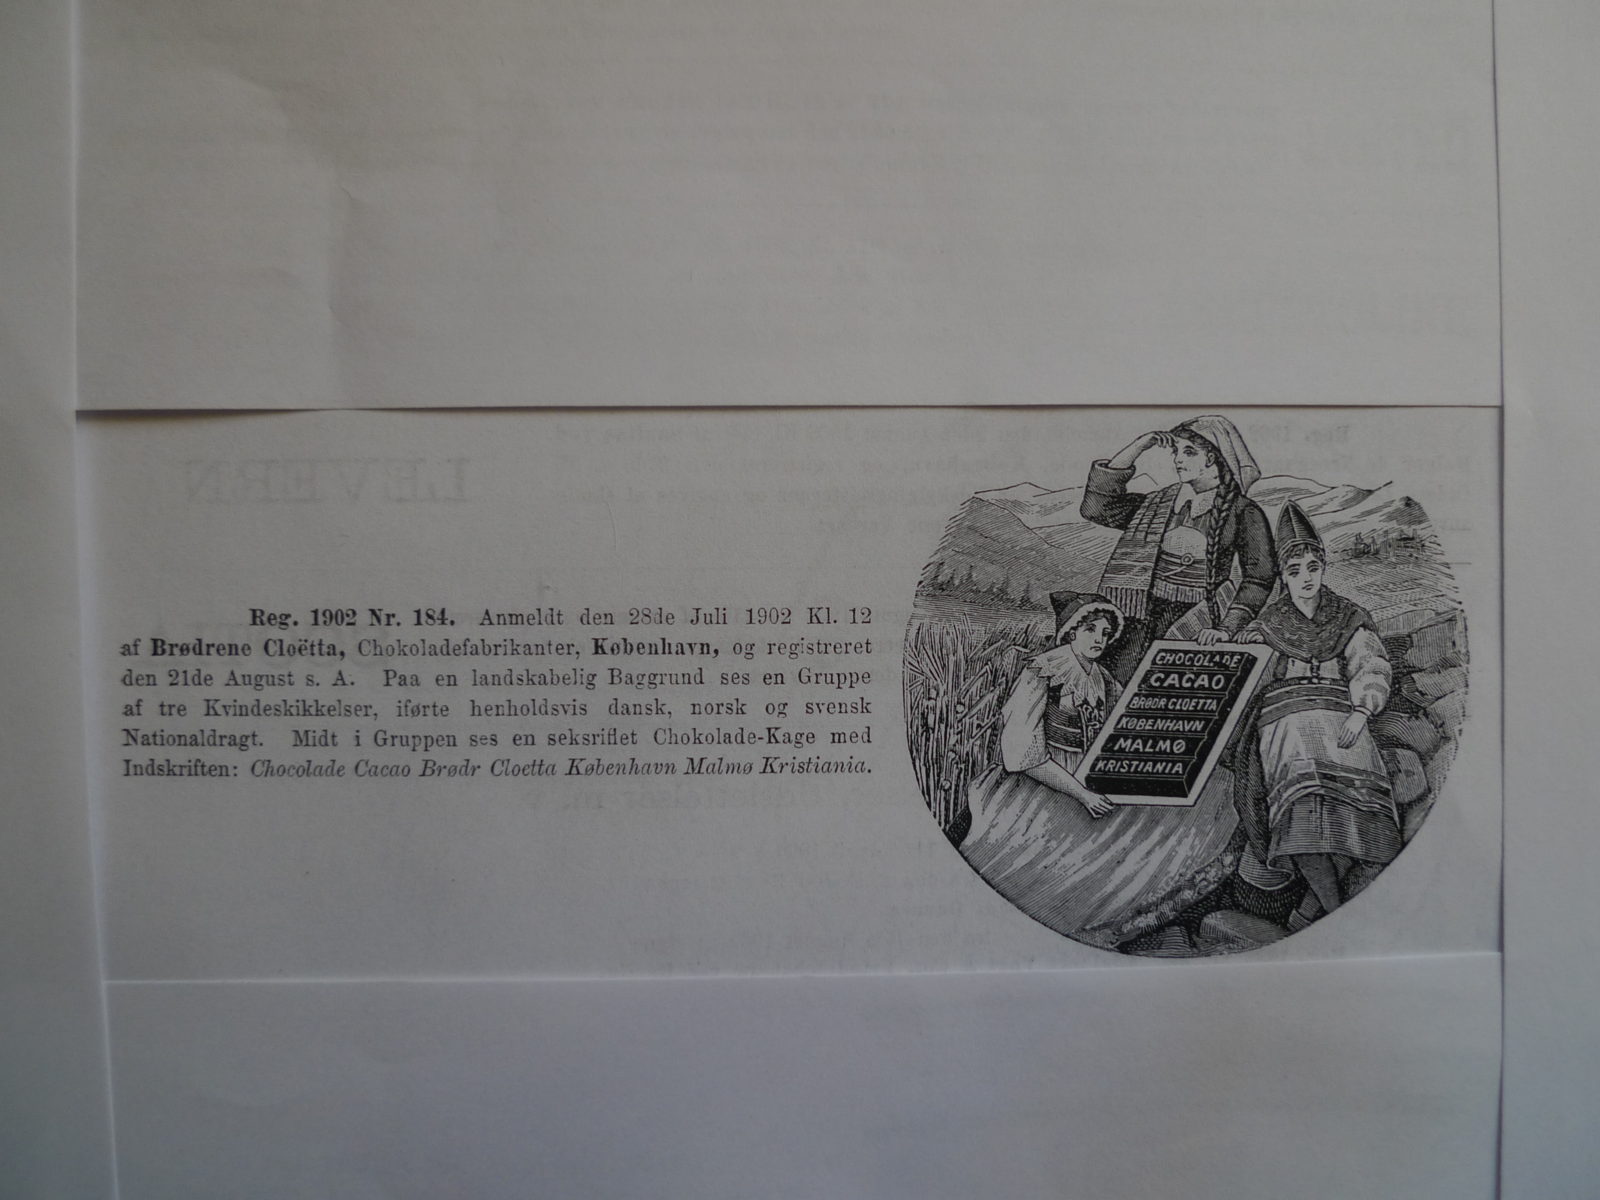 Reg. 1902 Nr. 184. Anmeldt den 28de Juli 1902 Kl. 12
af Brødrene Cloëtta, Chokoladefabrikanter, København, og registreret
den 21de August s. A. Paa en landskabelig Baggrund ses en Gruppe
af tre Kvindeskikkelser, iførte henholdsvis dansk, norsk og svensk
Nationaldragt. Midt i Gruppen ses en seksriflet Chokolade-Kage med
Indskriften: Chocolade Cacao Brødr Cloetta København Malmø Kristiania.
CHOCOLADE
CACAO
BRØDR CLOETTA
KØBENHAVN
MALMØ
KRISTIANIA